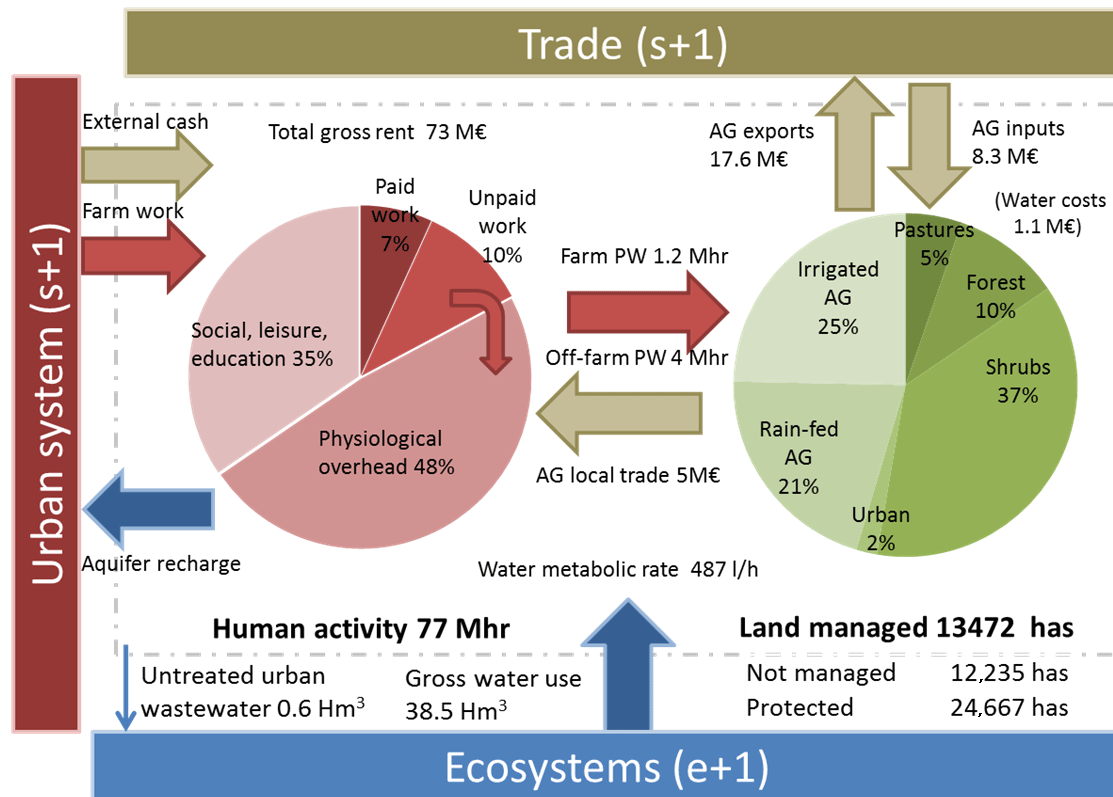 Trade (s+1)
Urban system (s+1)
External cash
Farm work
Aquifer recharge
Total gross rent 73 M€
AG exports
17.6 M€
AG inputs
8.3 M€
(Water costs
1.1 M€)
Paid
work
7%
Unpaid
work
10%
Social, leisure,
education 35%
Physiological
overhead 48%
Farm PW 1.2 Mhr
Off-farm PW 4 Mhr
AG local trade 5M€
Pastures
5%
Forest
10%
Shrubs
37%
Irrigated
AG
25%
Rain-fed
AG
21%
Urban
2%
Water metabolic rate 487 l/h
Human activity 77 Mhr
Land managed 13472 has
Untreated urban
wastewater 0.6 Hm³
Gross water use
38.5 Hm³
Not managed 12,235 has
Protected 24,667 has
Ecosystems (e+1)